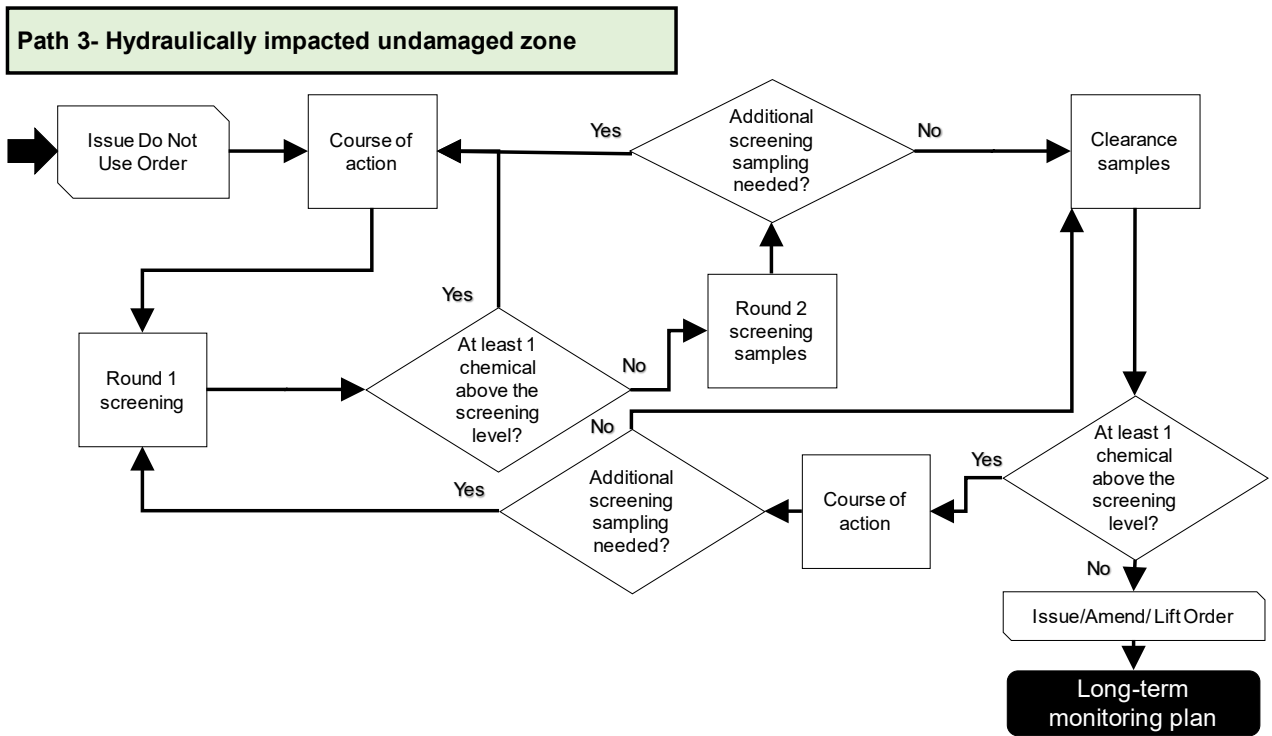 Path 3- Hydraulically impacted undamaged zone
Issue Do Not
Use Order
Course of
action
Yes
Additional
screening
sampling
needed?
No
Clearance
samples
Round 1
screening
Yes
At least 1
chemical
above the
screening
level?
No
Round 2
screening
samples
No
Yes
Additional
screening
sampling
needed?
Course of
action
Yes
At least 1
chemical
above the
screening
level?
No
Issue/Amend/ Lift Order
Long-term
monitoring plan